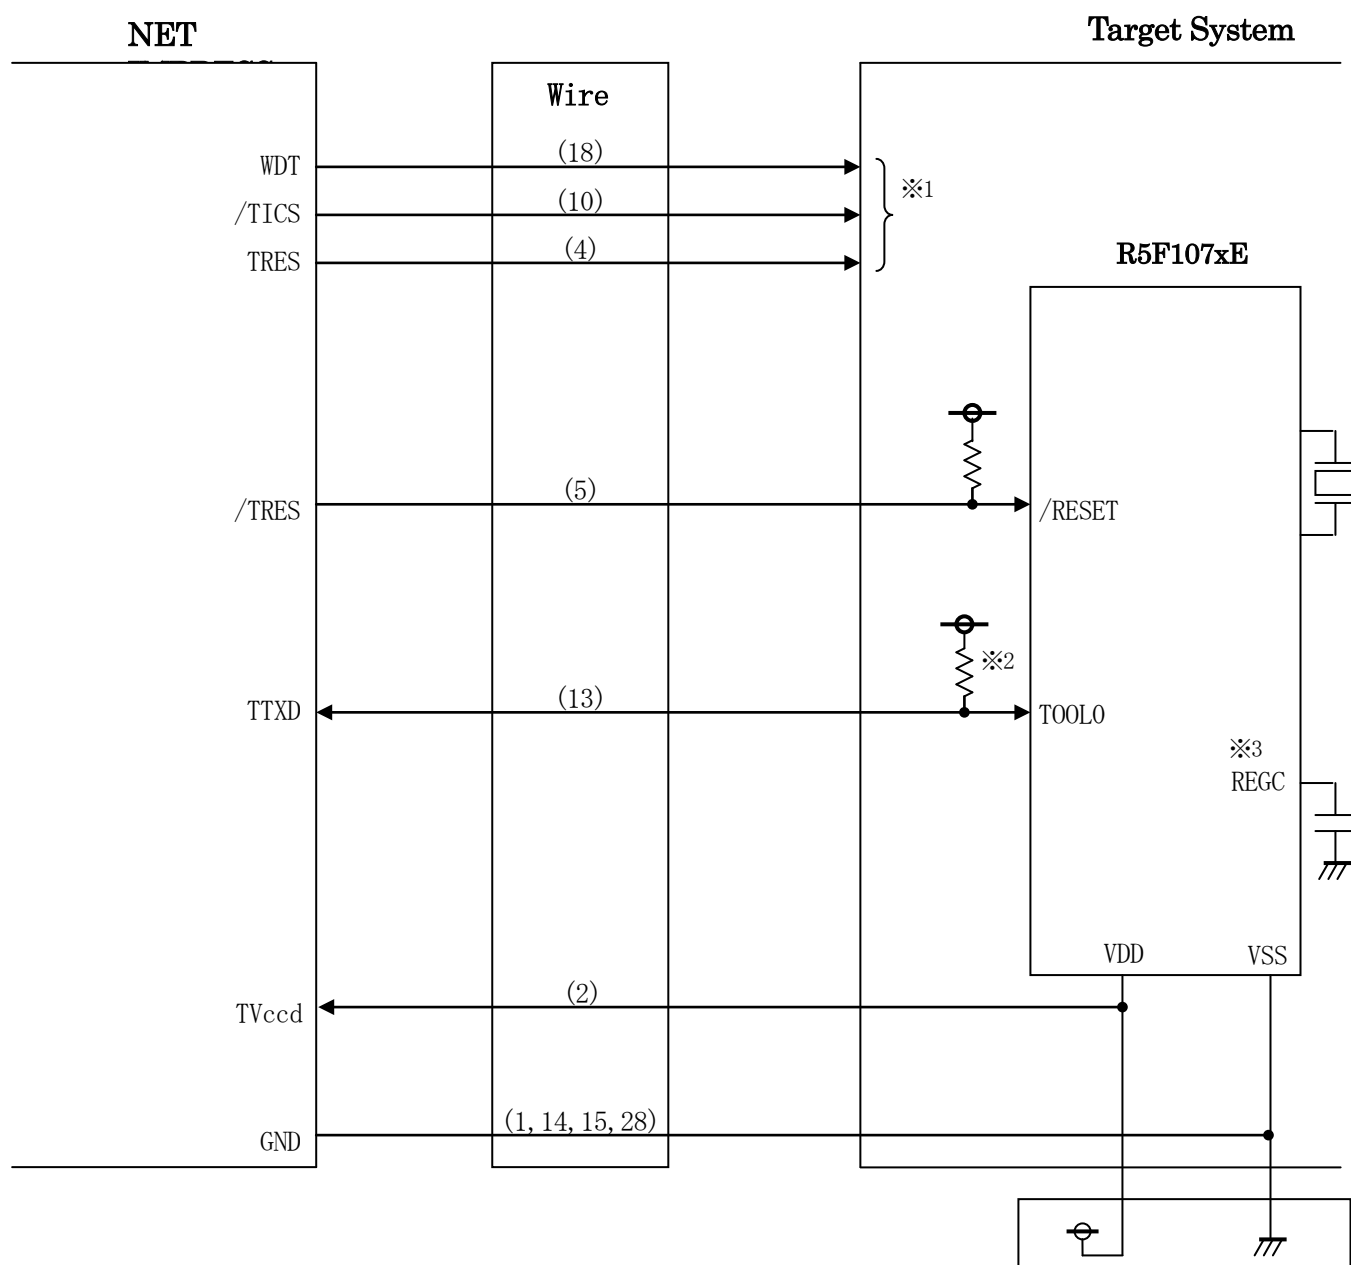 NET
Target System
Wire
WDT
(18)
※1
/TICS
(10)
TRES
(4)
R5F107xE
/TRES
(5)
/RESET
※2
TTXD
(13)
TOOL0
※3
REGC
VDD
VSS
TVccd
(2)
GND
(1,14,15,28)